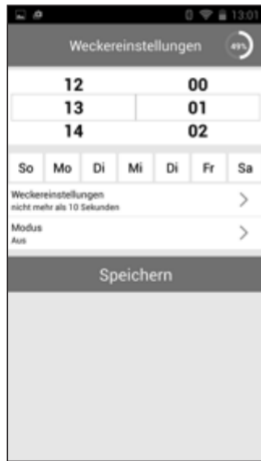 13:01
Weckereinstellungen
49%
12 00
13 01
14 02
So Mo Di Mi Di Fr Sa
Weckereinstellungen
nicht mehr als 10 Sekunden
Modus
Aus
Speichern